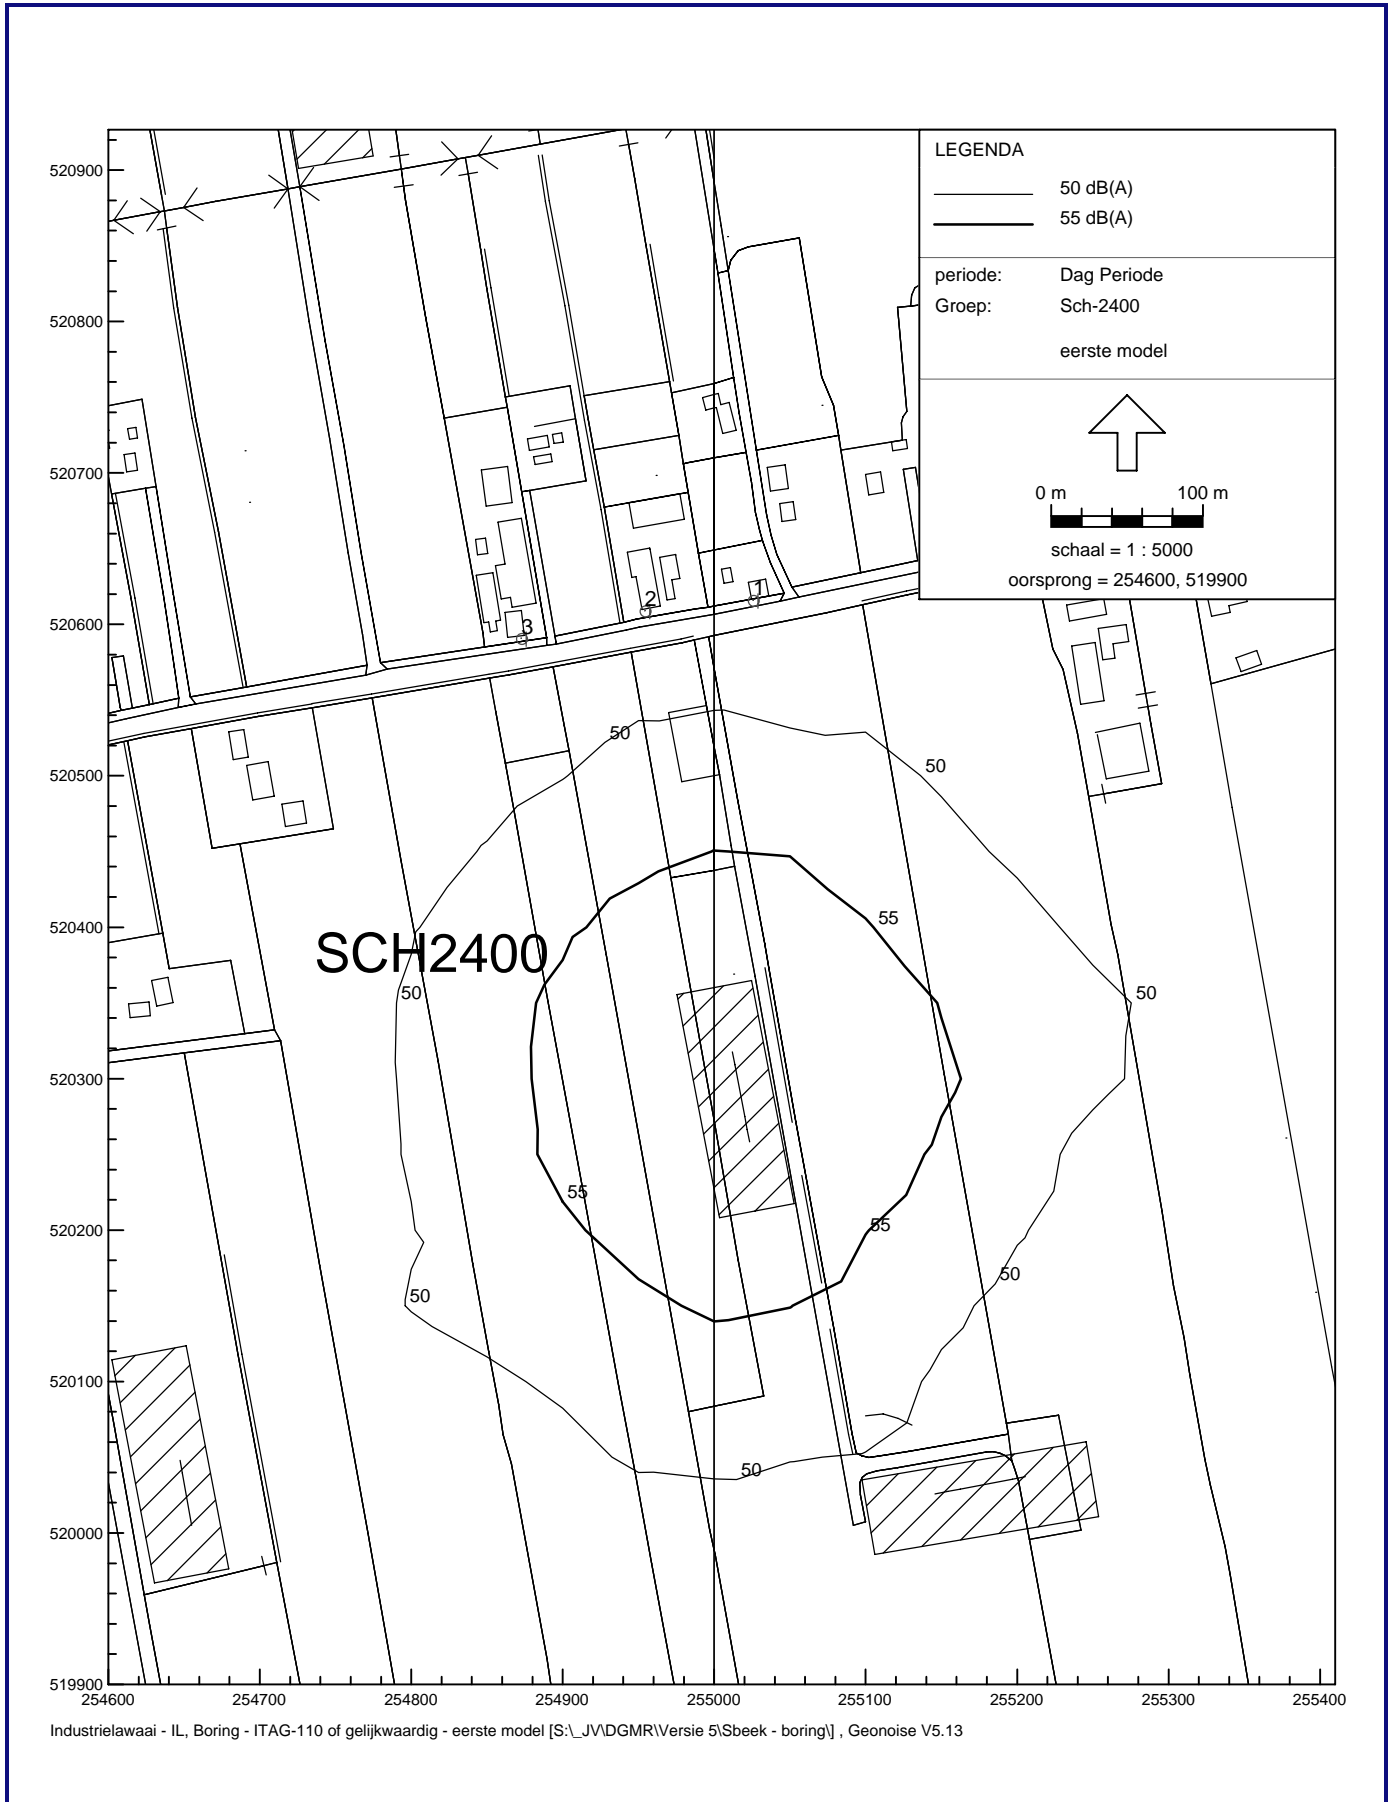 LEGENDA
50 dB(A)
55 dB(A)
periode: Dag Periode
Groep: Sch-2400
eerste model
0 m 100 m
schaal = 1 : 5000
oorsprong = 254600, 519900
520900
520800
520700
520600
520500
520400
520300
520200
520100
520000
519900
1
2
3
50
50
55
SCH2400
50
50
55
55
50
50
50
254600 254700 254800 254900 255000 255100 255200 255300 255400
Industrielawaai - IL, Boring - ITAG-110 of gelijkwaardig - eerste model [S:\_JV\DGMR\Versie 5\Sbeek - boring\] , Geonoise V5.13